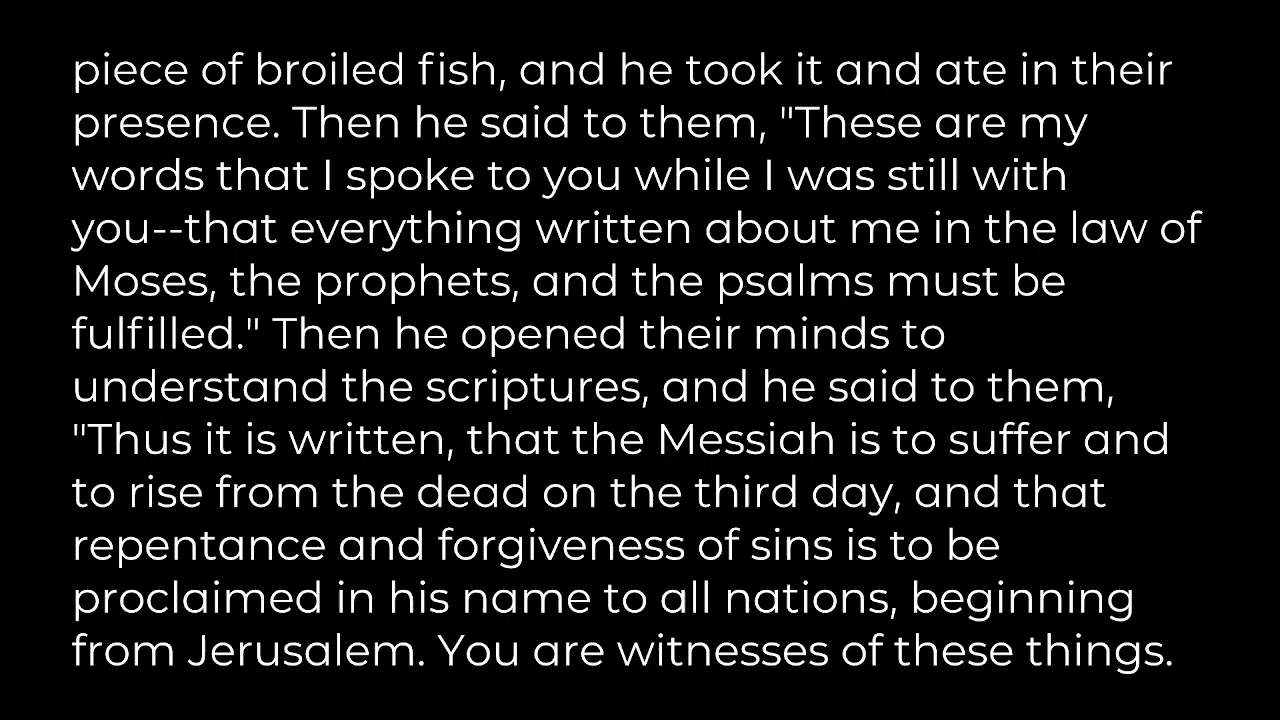 piece of broiled fish, and he took it and ate in their
presence. Then he said to them, "These are my
words that I spoke to you while I was still with
you--that everything written about me in the law of
Moses, the prophets, and the psalms must be
fulfilled." Then he opened their minds to
understand the scriptures, and he said to them,
"Thus it is written, that the Messiah is to suffer and
to rise from the dead on the third day, and that
repentance and forgiveness of sins is to be
proclaimed in his name to all nations, beginning
from Jerusalem. You are witnesses of these things.